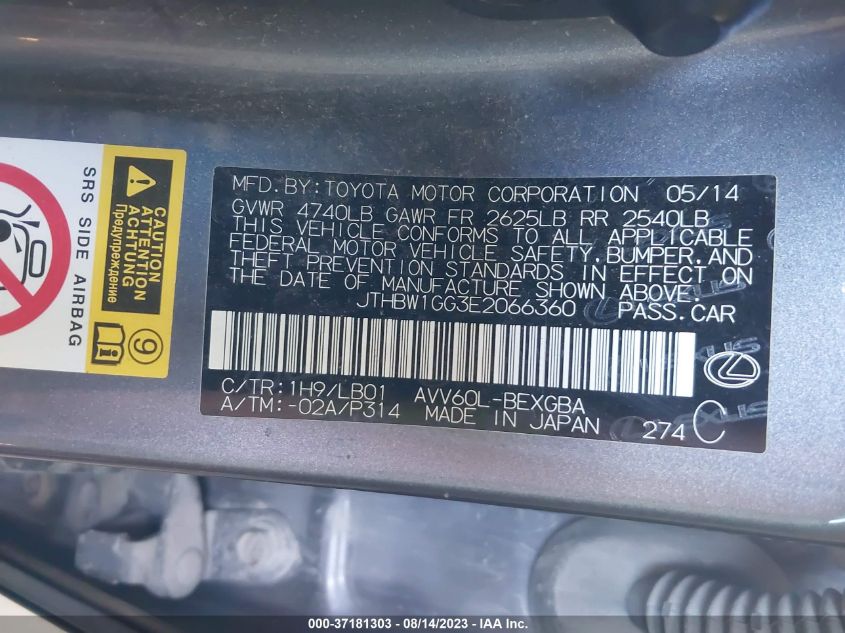 SRS SIDE AIRBAG
CAUTION
ATTENTION
ACHTUNG
Предупреждение
9
MFD. BY: TOYOTA MOTOR CORPORATION 05/14
GVWR 4740LB GAWR FR 2625LB RR 2540LB
THIS VEHICLE CONFORMS TO ALL APPLICABLE
FEDERAL MOTOR VEHICLE SAFETY, BUMPER, AND
THEFT PREVENTION STANDARDS IN EFFECT ON
THE DATE OF MANUFACTURE SHOWN ABOVE.
JTHBW1GG3E2066360 PASS.CAR
C/TR: 1H9/LB01 AVV60L-BEXGBA
A/TM:-02A/P314 MADE IN JAPAN 274 C
LEXUS
000-37181303 - 08/14/2023 - IAA Inc.